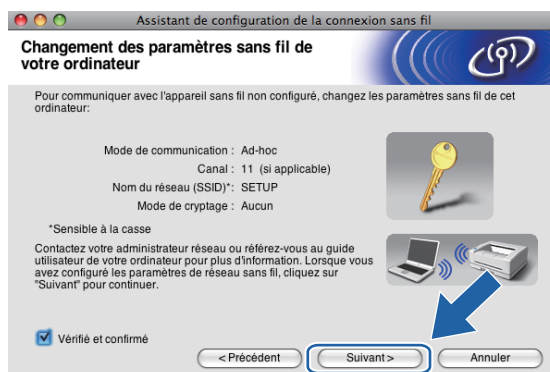 Assistant de configuration de la connexion sans fil
Changement des paramètres sans fil de
votre ordinateur
Pour communiquer avec l'appareil sans fil non configuré, changez les paramètres sans fil de cet
ordinateur:
Mode de communication : Ad-hoc
Canal : 11 (si applicable)
Nom du réseau (SSID)*: SETUP
Mode de cryptage : Aucun
*Sensible à la casse
Contactez votre administrateur réseau ou référez-vous au guide
utilisateur de votre ordinateur pour plus d'information. Lorsque vous
avez configuré les paramètres de réseau sans fil, cliquez sur
"Suivant" pour continuer.
Vérifié et confirmé
< Précédent
Suivant >
Annuler